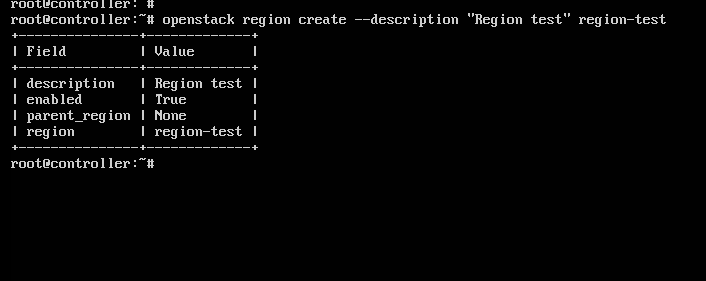 root@controller: #
root@controller:~# openstack region create --description "Region test" region-test
+---------------+-------------+
| Field         | Value       |
+---------------+-------------+
| description   | Region test |
| enabled       | True        |
| parent_region | None        |
| region        | region-test |
+---------------+-------------+
root@controller:~#